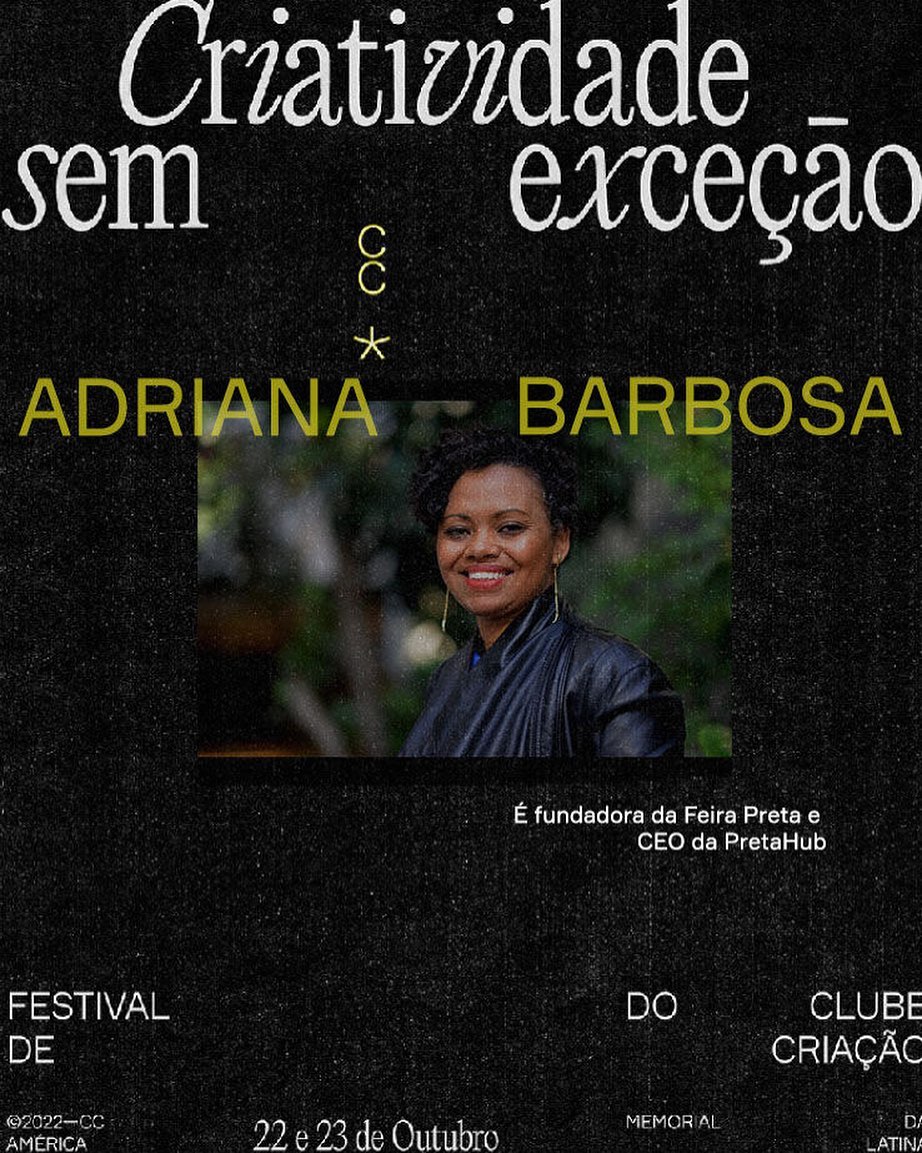 Criatividade
sem exceção
C
C
*
ADRIANA BARBOSA
É fundadora da Feira Preta e
CEO da PretaHub
FESTIVAL DO CLUBE
DE CRIAÇÃO
©2022—CC 22 e 23 de Outubro MEMORIAL DA
AMÉRICA LATINA